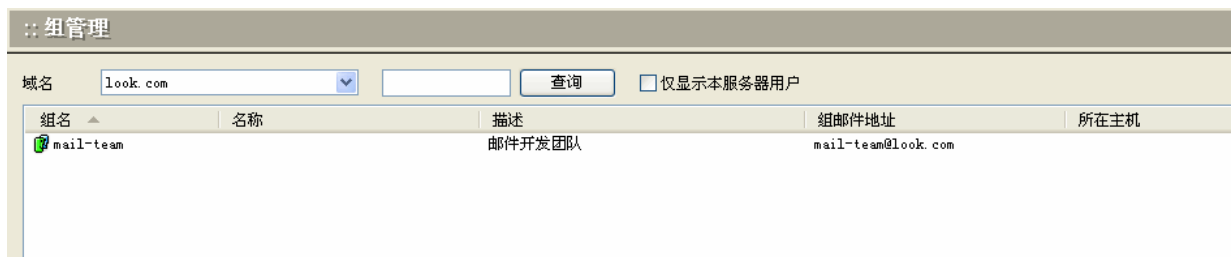 :: 组管理
域名 look.com 查询 仅显示本服务器用户
组名 名称 描述 组邮件地址 所在主机
mail-team 邮件开发团队 mail-team@look.com